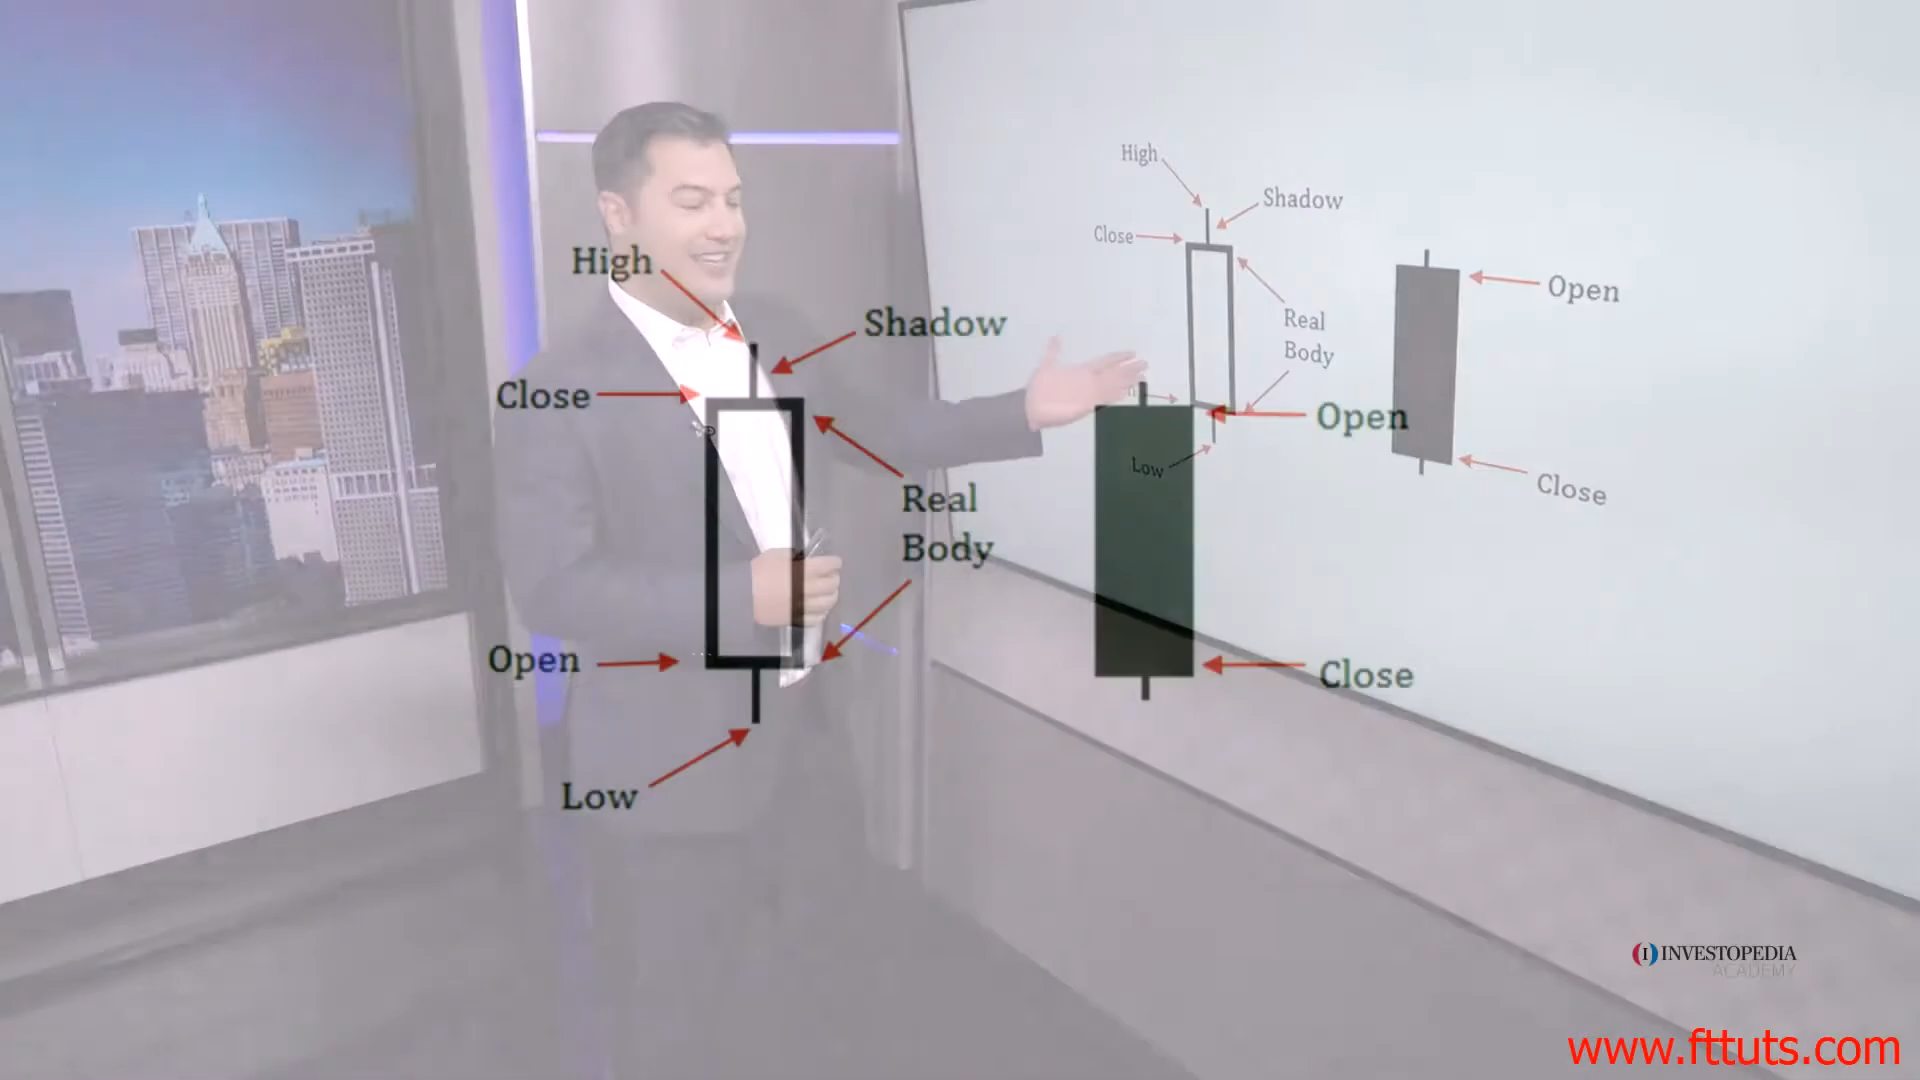 High
Shadow
Close
Real
Body
Open
Low
Open
Close
High
Shadow
Close
Real
Body
Low
Open
Close
INVESTOPEDIA
ACADEMY
www.fttuts.com